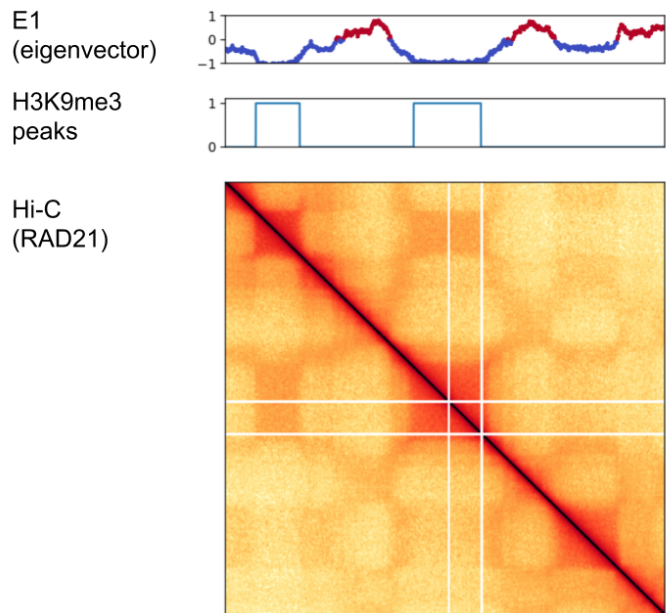 E1
(eigenvector)
1
0
−1
H3K9me3
peaks
1
0
Hi-C
(RAD21)